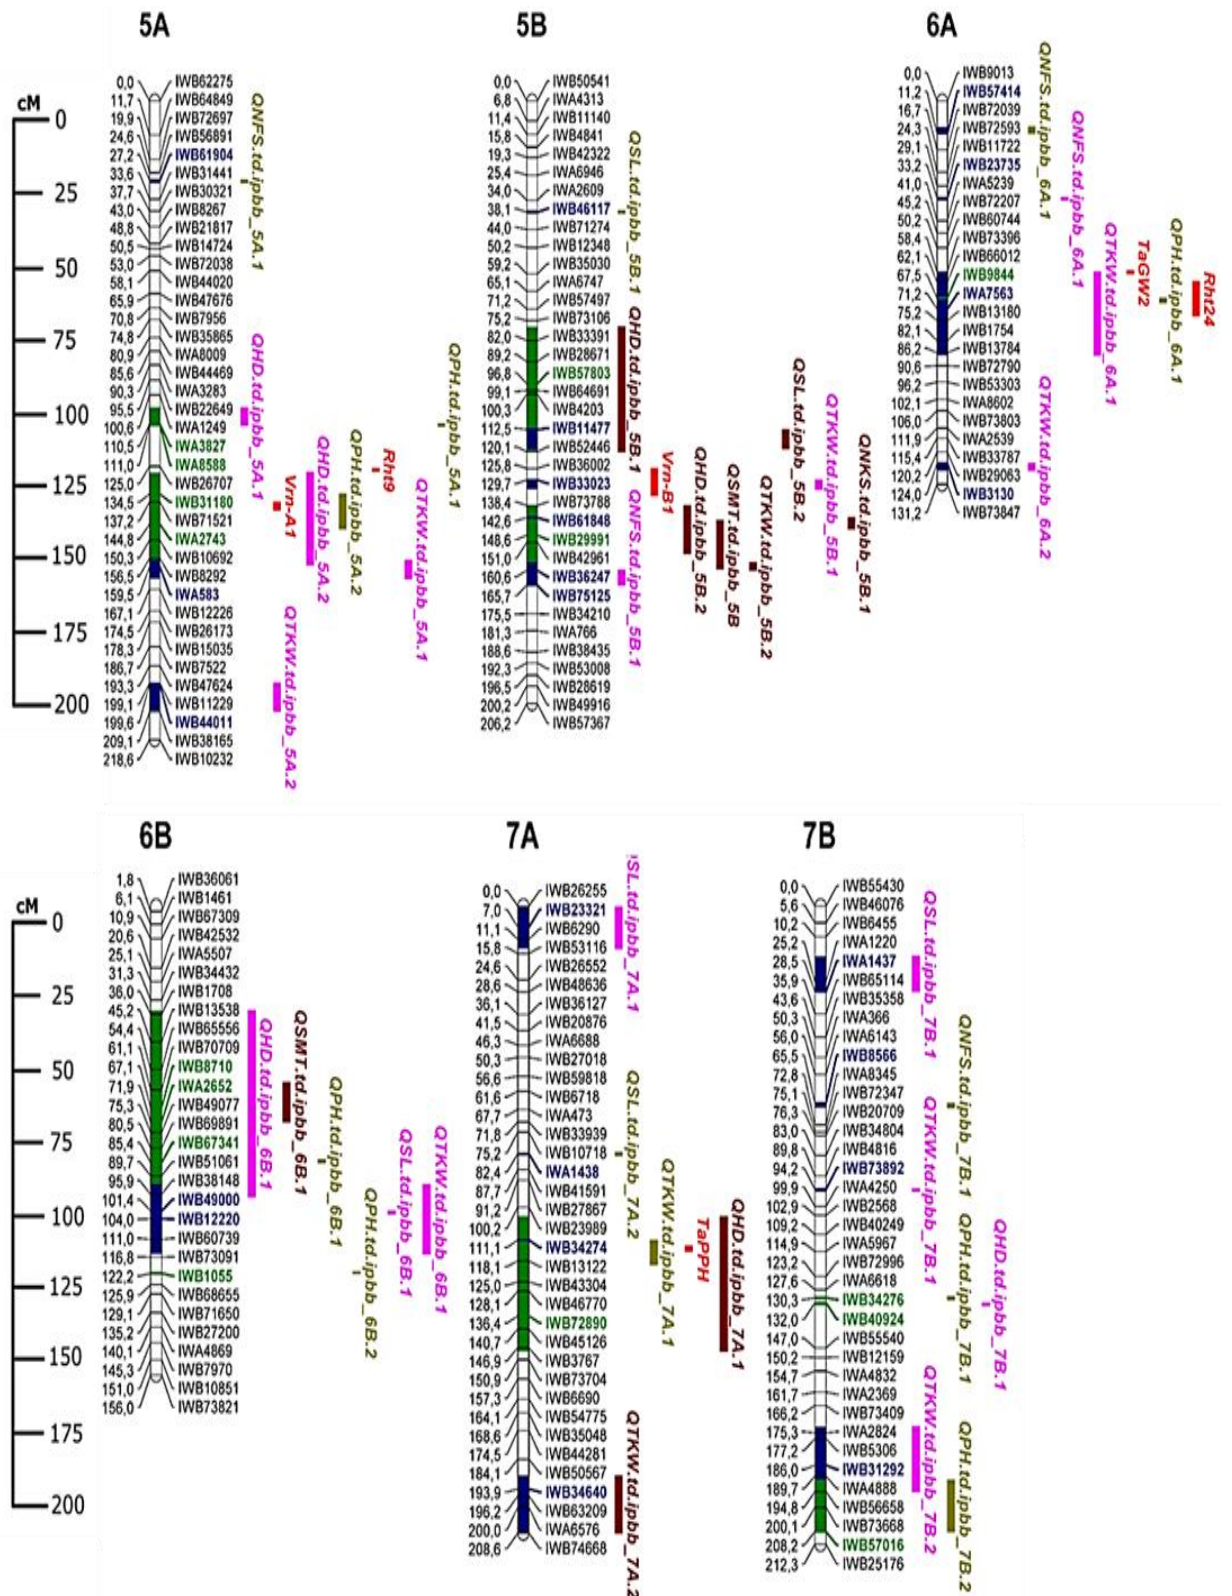 5A
cM
0
25
50
75
100
125
150
175
200
0,0 IWB62275
11,7 IWB64849
19,9 IWB72697
24,6 IWB56891
27,2 IWB61904
33,6 IWB31441
37,7 IWB30321
43,0 IWB8267
48,8 IWB21817
50,5 IWB14724
53,0 IWB72038
58,1 IWB44020
65,9 IWB47676
70,8 IWB7956
74,8 IWB35865
80,9 IWA8009
85,6 IWB44469
90,3 IWA3283
95,5 IWB22649
100,6 IWA1249
110,5 IWA3827
111,0 IWA8588
125,0 IWB26707
134,5 IWB31180
137,2 IWB71521
144,8 IWA2743
150,3 IWB10692
156,5 IWB8292
159,5 IWA583
167,1 IWB12226
174,5 IWB26173
178,3 IWB15035
186,7 IWB7522
193,3 IWB47624
199,1 IWB11229
199,6 IWB44011
209,1 IWB38165
218,6 IWB10232
QNFS.td.ipbb_5A.1
QHD.td.ipbb_5A.1
Vrn-A1
QTKW.td.ipbb_5A.2
QHD.td.ipbb_5A.2
QPH.td.ipbb_5A.2
Rht9
QTKW.td.ipbb_5A.1
QPH.td.ipbb_5A.1
5B
0,0 IWB50541
6,8 IWA4313
11,4 IWB11140
15,8 IWB4841
19,3 IWB42322
25,4 IWA6946
34,0 IWA2609
38,1 IWB46117
44,0 IWB71274
50,2 IWB12348
59,2 IWB35030
65,1 IWA6747
71,2 IWB57497
75,2 IWB73106
82,0 IWB33391
89,2 IWB28671
96,8 IWB57803
99,1 IWB64691
100,3 IWB4203
112,5 IWB11477
120,1 IWB52446
125,8 IWB36002
129,7 IWB33023
138,4 IWB73788
142,6 IWB61848
148,6 IWB29991
151,0 IWB42961
160,6 IWB36247
165,7 IWB75125
175,5 IWB34210
181,3 IWA766
188,6 IWB38435
192,3 IWB53008
196,5 IWB28619
200,2 IWB49916
206,2 IWB57367
QSL.td.ipbb_5B.1
QHD.td.ipbb_5B.1
QNFS.td.ipbb_5B.1
Vrn-B1
QHD.td.ipbb_5B.2
QSMT.td.ipbb_5B
QTKW.td.ipbb_5B.2
QSL.td.ipbb_5B.2
QTKW.td.ipbb_5B.1
QNKS.td.ipbb_5B.1
6A
0,0 IWB9013
11,2 IWB57414
16,7 IWB72039
24,3 IWB72593
29,1 IWB11722
33,2 IWB23735
41,0 IWA5239
45,2 IWB72207
50,2 IWB60744
58,4 IWB73396
62,1 IWB66012
67,5 IWB9844
71,2 IWA7563
75,2 IWB13180
82,1 IWB1754
86,2 IWB13784
90,6 IWB72790
96,2 IWB53303
102,1 IWA8602
106,0 IWB73803
111,9 IWA2539
115,4 IWB33787
120,2 IWB29063
124,0 IWB3130
131,2 IWB73847
QNFS.td.ipbb_6A.1
QTKW.td.ipbb_6A.2
QNFS.td.ipbb_6A.1
QTKW.td.ipbb_6A.1
TaGW2
QPH.td.ipbb_6A.1
Rht24
6B
cM
0
25
50
75
100
125
150
175
200
1,8 IWB36061
6,1 IWB1461
10,9 IWB67309
20,6 IWB42532
25,1 IWA5507
31,3 IWB34432
36,0 IWB1708
45,2 IWB13538
54,4 IWB65556
61,1 IWB70709
67,1 IWB8710
71,9 IWA2652
75,3 IWB49077
80,5 IWB69891
85,4 IWB67341
89,7 IWB51061
95,9 IWB38148
101,4 IWB49000
104,0 IWB12220
111,0 IWB60739
116,8 IWB73091
122,2 IWB1055
125,9 IWB68655
129,1 IWB71650
135,2 IWB27200
140,1 IWA4869
145,3 IWB7970
151,0 IWB10851
156,0 IWB73821
QHD.td.ipbb_6B.1
QSMT.td.ipbb_6B.1
QPH.td.ipbb_6B.1
QPH.td.ipbb_6B.2
QSL.td.ipbb_6B.1
QTKW.td.ipbb_6B.1
7A
0,0 IWB26255
7,0 IWB23321
11,1 IWB6290
15,8 IWB53116
24,6 IWB26552
28,6 IWB48636
36,1 IWB36127
41,5 IWB20876
46,3 IWA6688
50,3 IWB27018
56,6 IWB59818
61,6 IWB6718
67,7 IWA473
71,8 IWB33939
75,2 IWB10718
82,4 IWA1438
87,7 IWB41591
91,2 IWB27867
100,2 IWB23989
111,1 IWB34274
118,1 IWB13122
125,0 IWB43304
128,1 IWB46770
136,4 IWB72890
140,7 IWB45126
146,9 IWB3767
150,9 IWB73704
157,3 IWB6690
164,1 IWB54775
168,6 IWB35048
174,5 IWB44281
184,1 IWB50567
193,9 IWB34640
196,2 IWB63209
200,0 IWA6576
208,6 IWB74668
SL.td.ipbb_7A.1
QSL.td.ipbb_7A.2
QTKW.td.ipbb_7A.2
QTKW.td.ipbb_7A.1
TaPPH
QHD.td.ipbb_7A.1
7B
0,0 IWB55430
5,6 IWB46076
10,2 IWB6455
25,2 IWA1220
28,5 IWA1437
35,9 IWB65114
43,6 IWB35358
50,3 IWA366
56,0 IWA6143
65,5 IWB8566
72,8 IWA8345
75,1 IWB72347
76,3 IWB20709
83,0 IWB34804
89,8 IWB4816
94,2 IWB73892
99,9 IWA4250
102,9 IWB2568
109,2 IWB40249
114,9 IWA5967
123,2 IWB72996
127,6 IWA6618
130,3 IWB34276
132,0 IWB40924
147,0 IWB55540
150,2 IWB12159
154,7 IWA4832
161,7 IWA2369
166,2 IWB73409
175,3 IWA2824
177,2 IWB5306
186,0 IWB31292
189,7 IWA4888
194,8 IWB56658
200,1 IWB73668
208,2 IWB57016
212,3 IWB25176
QSL.td.ipbb_7B.1
QTKW.td.ipbb_7B.1
QTKW.td.ipbb_7B.2
QNFS.td.ipbb_7B.1
QPH.td.ipbb_7B.1
QPH.td.ipbb_7B.2
QHD.td.ipbb_7B.1